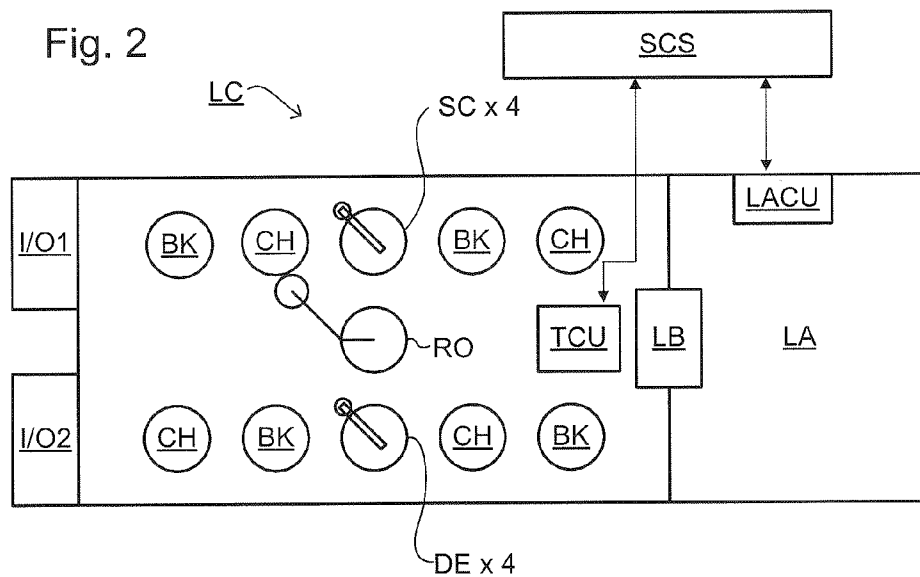 Fig. 2
SCS
LC
SC x 4
I/O1
BK
CH
BK
CH
LACU
RO
TCU
LB
LA
I/O2
CH
BK
CH
BK
DE x 4